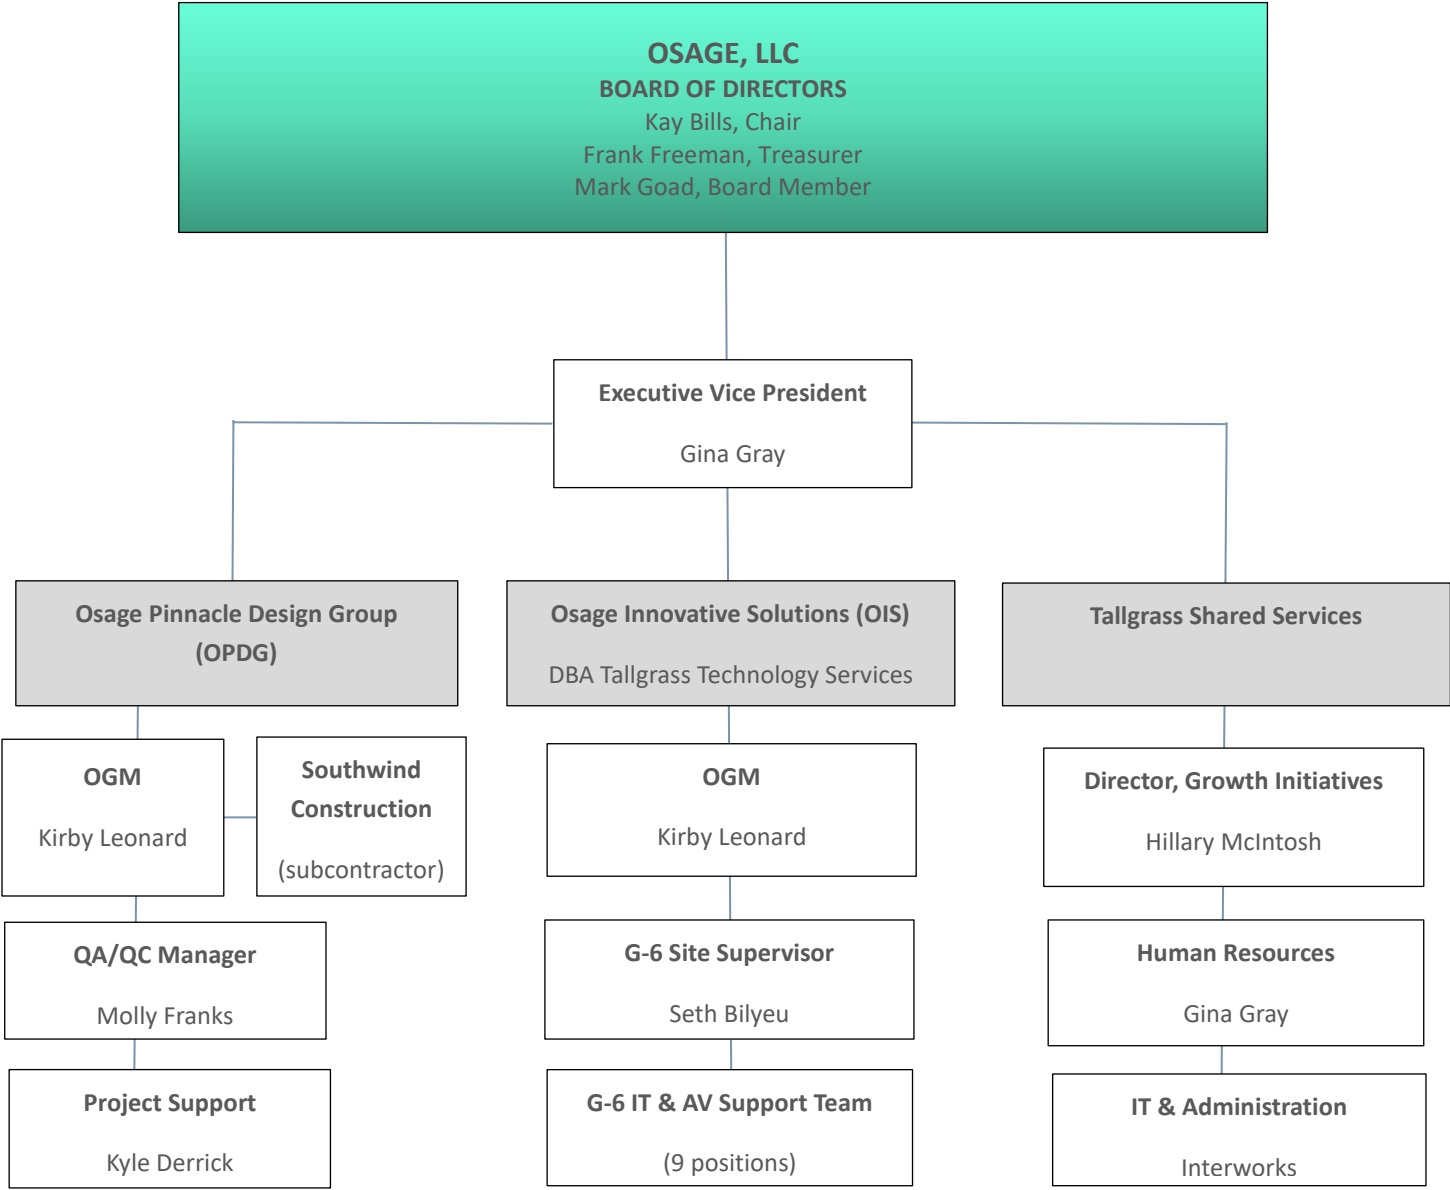 OSAGE, LLC
BOARD OF DIRECTORS
Kay Bills, Chair
Frank Freeman, Treasurer
Mark Goad, Board Member
Executive Vice President
Gina Gray
Osage Pinnacle Design Group
(OPDG)
Osage Innovative Solutions (OIS)
DBA Tallgrass Technology Services
Tallgrass Shared Services
OGM
Kirby Leonard
Southwind
Construction
(subcontractor)
OGM
Kirby Leonard
Director, Growth Initiatives
Hillary McIntosh
QA/QC Manager
Molly Franks
G-6 Site Supervisor
Seth Bilyeu
Human Resources
Gina Gray
Project Support
Kyle Derrick
G-6 IT & AV Support Team
(9 positions)
IT & Administration
Interworks